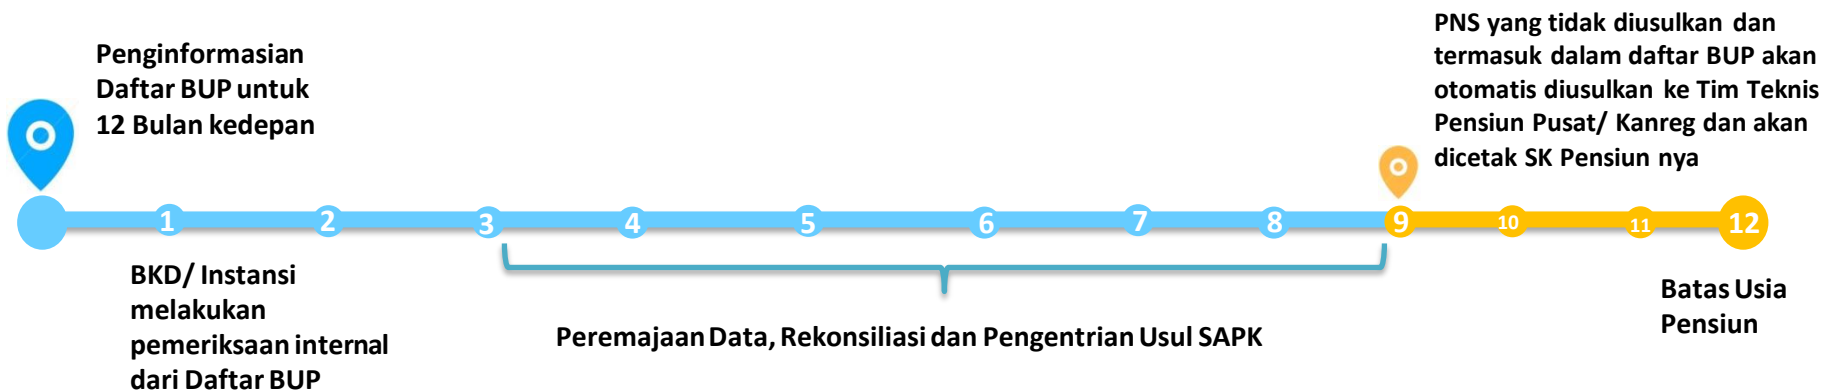 Penginformasian
Daftar BUP untuk
12 Bulan kedepan
PNS yang tidak diusulkan dan
termasuk dalam daftar BUP akan
otomatis diusulkan ke Tim Teknis
Pensiun Pusat/ Kanreg dan akan
dicetak SK Pensiun nya
1 2 3 4 5 6 7 8 9 10 11 12
BKD/ Instansi
melakukan
pemeriksaan internal
dari Daftar BUP
Peremajaan Data, Rekonsiliasi dan Pengentrian Usul SAPK
Batas Usia
Pensiun